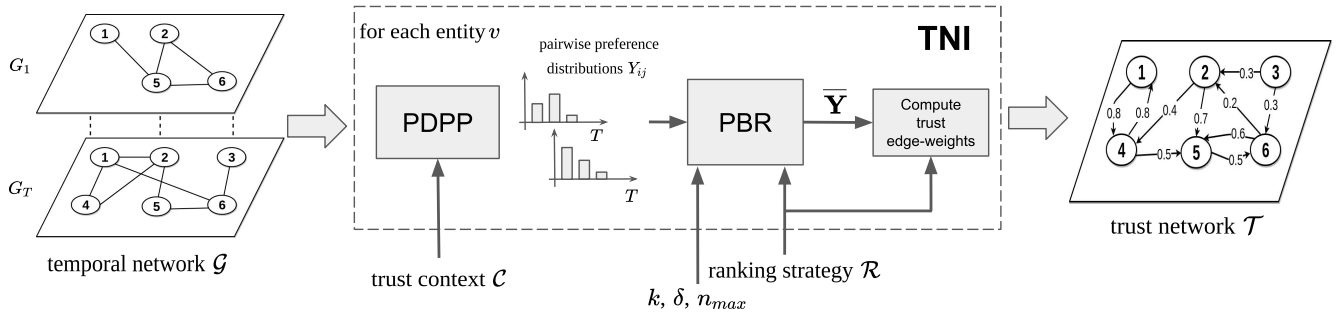 G₁
1 2
5 6
G_T
1 2 3
4 5 6
temporal network 𝒢
for each entity v
TNI
pairwise preference
distributions Y_ij
T
T
PDPP
PBR
Y̅
Compute
trust
edge-weights
trust context 𝒞
ranking strategy ℛ
k, δ, n_max
1 2 3
0.3
0.8 0.8 0.4 0.7 0.2 0.3
0.6
4 5 6
0.5 0.5
trust network 𝒯